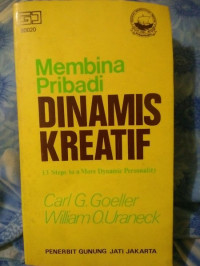 Membina
Pribadi
DINAMIS
KREATIF
11 Steps to a More Dynamic Personality
Carl G. Goeller
William O. Uraneck
PENERBIT GUNUNG JATI JAKARTA